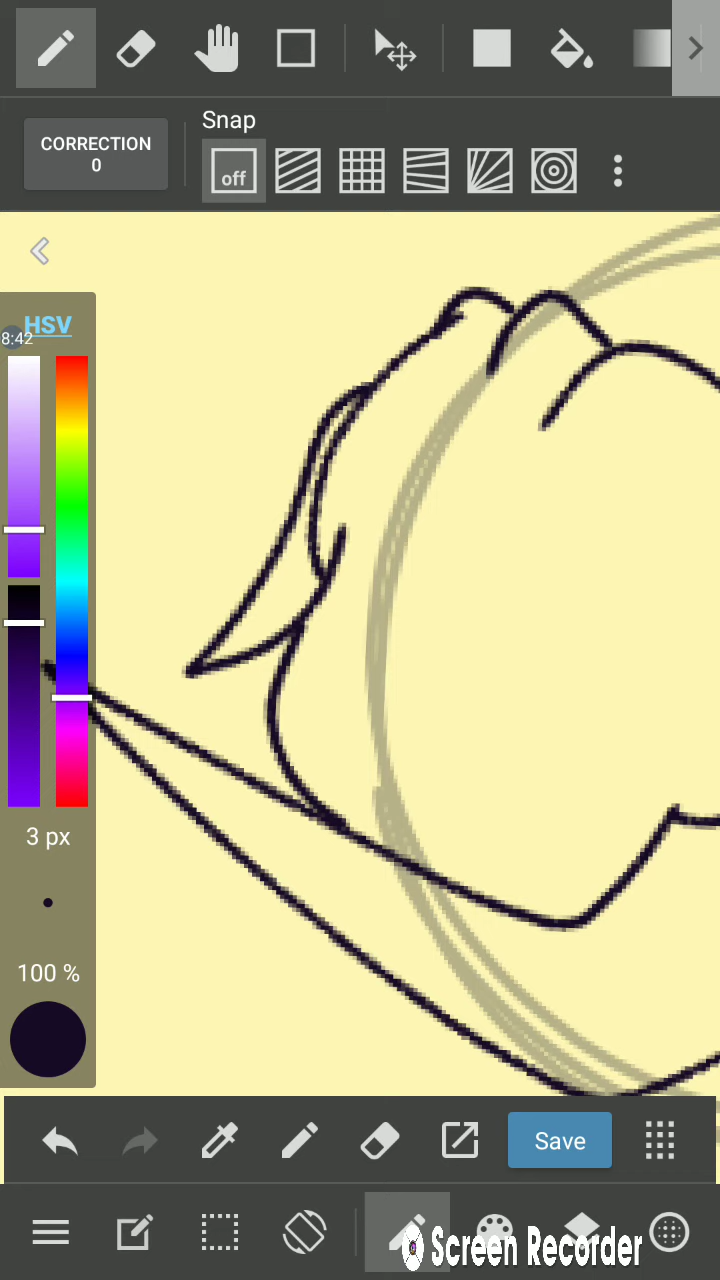 Snap
CORRECTION
0
off
HSV
8:42
3 px
100 %
Save
Screen Recorder